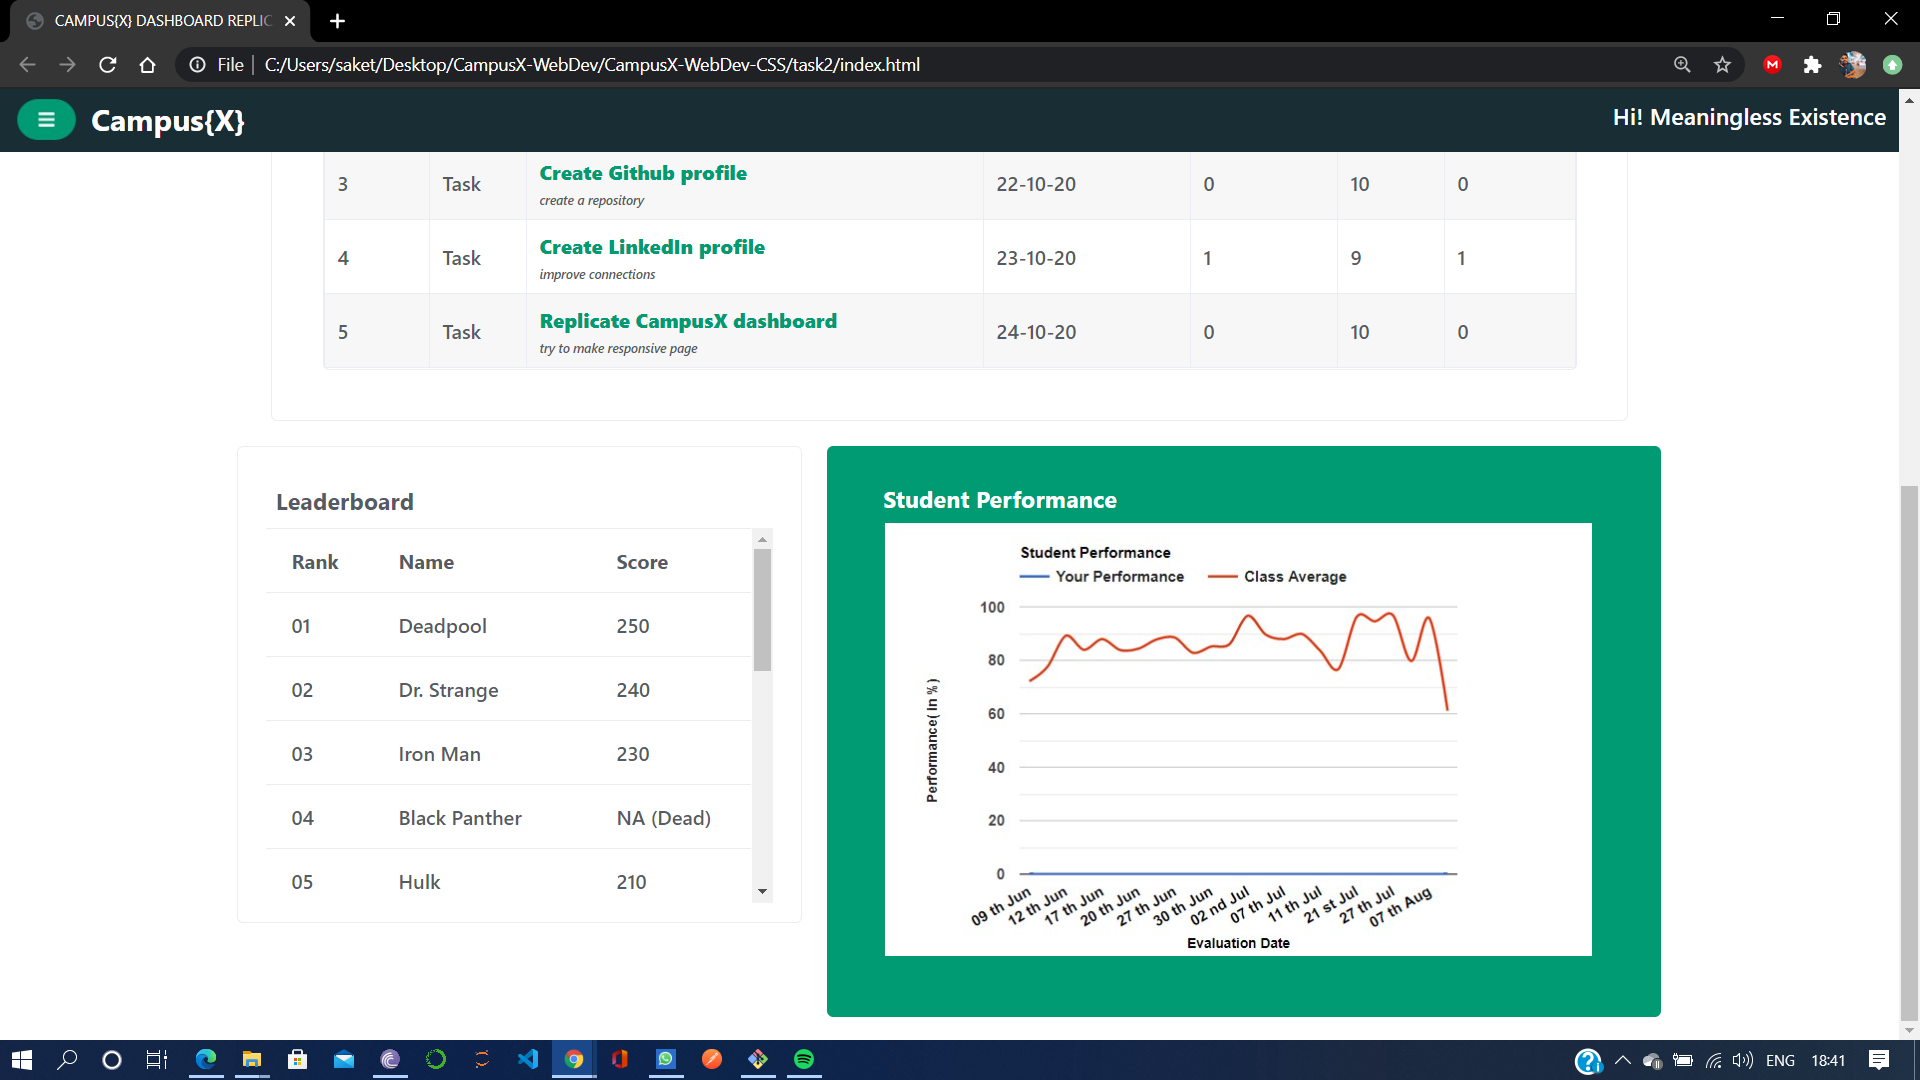 CAMPUS{X} DASHBOARD REPLIC
File | C:/Users/saket/Desktop/CampusX-WebDev/CampusX-WebDev-CSS/task2/index.html
Campus{X}
Hi! Meaningless Existence
3 Task Create Github profile 22-10-20 0 10 0
create a repository
4 Task Create LinkedIn profile 23-10-20 1 9 1
improve connections
5 Task Replicate CampusX dashboard 24-10-20 0 10 0
try to make responsive page
Leaderboard
Rank Name Score
01 Deadpool 250
02 Dr. Strange 240
03 Iron Man 230
04 Black Panther NA (Dead)
05 Hulk 210
Student Performance
Student Performance
Your Performance Class Average
100
80
60
40
20
0
Performance( in %)
09 th Jun 12 th Jun 17 th Jun 20 th Jun 27 th Jun 30 th Jun 02 nd Jul 07 th Jul 11 th Jul 21 st Jul 27 th Jul 07 th Aug
Evaluation Date
ENG 18:41